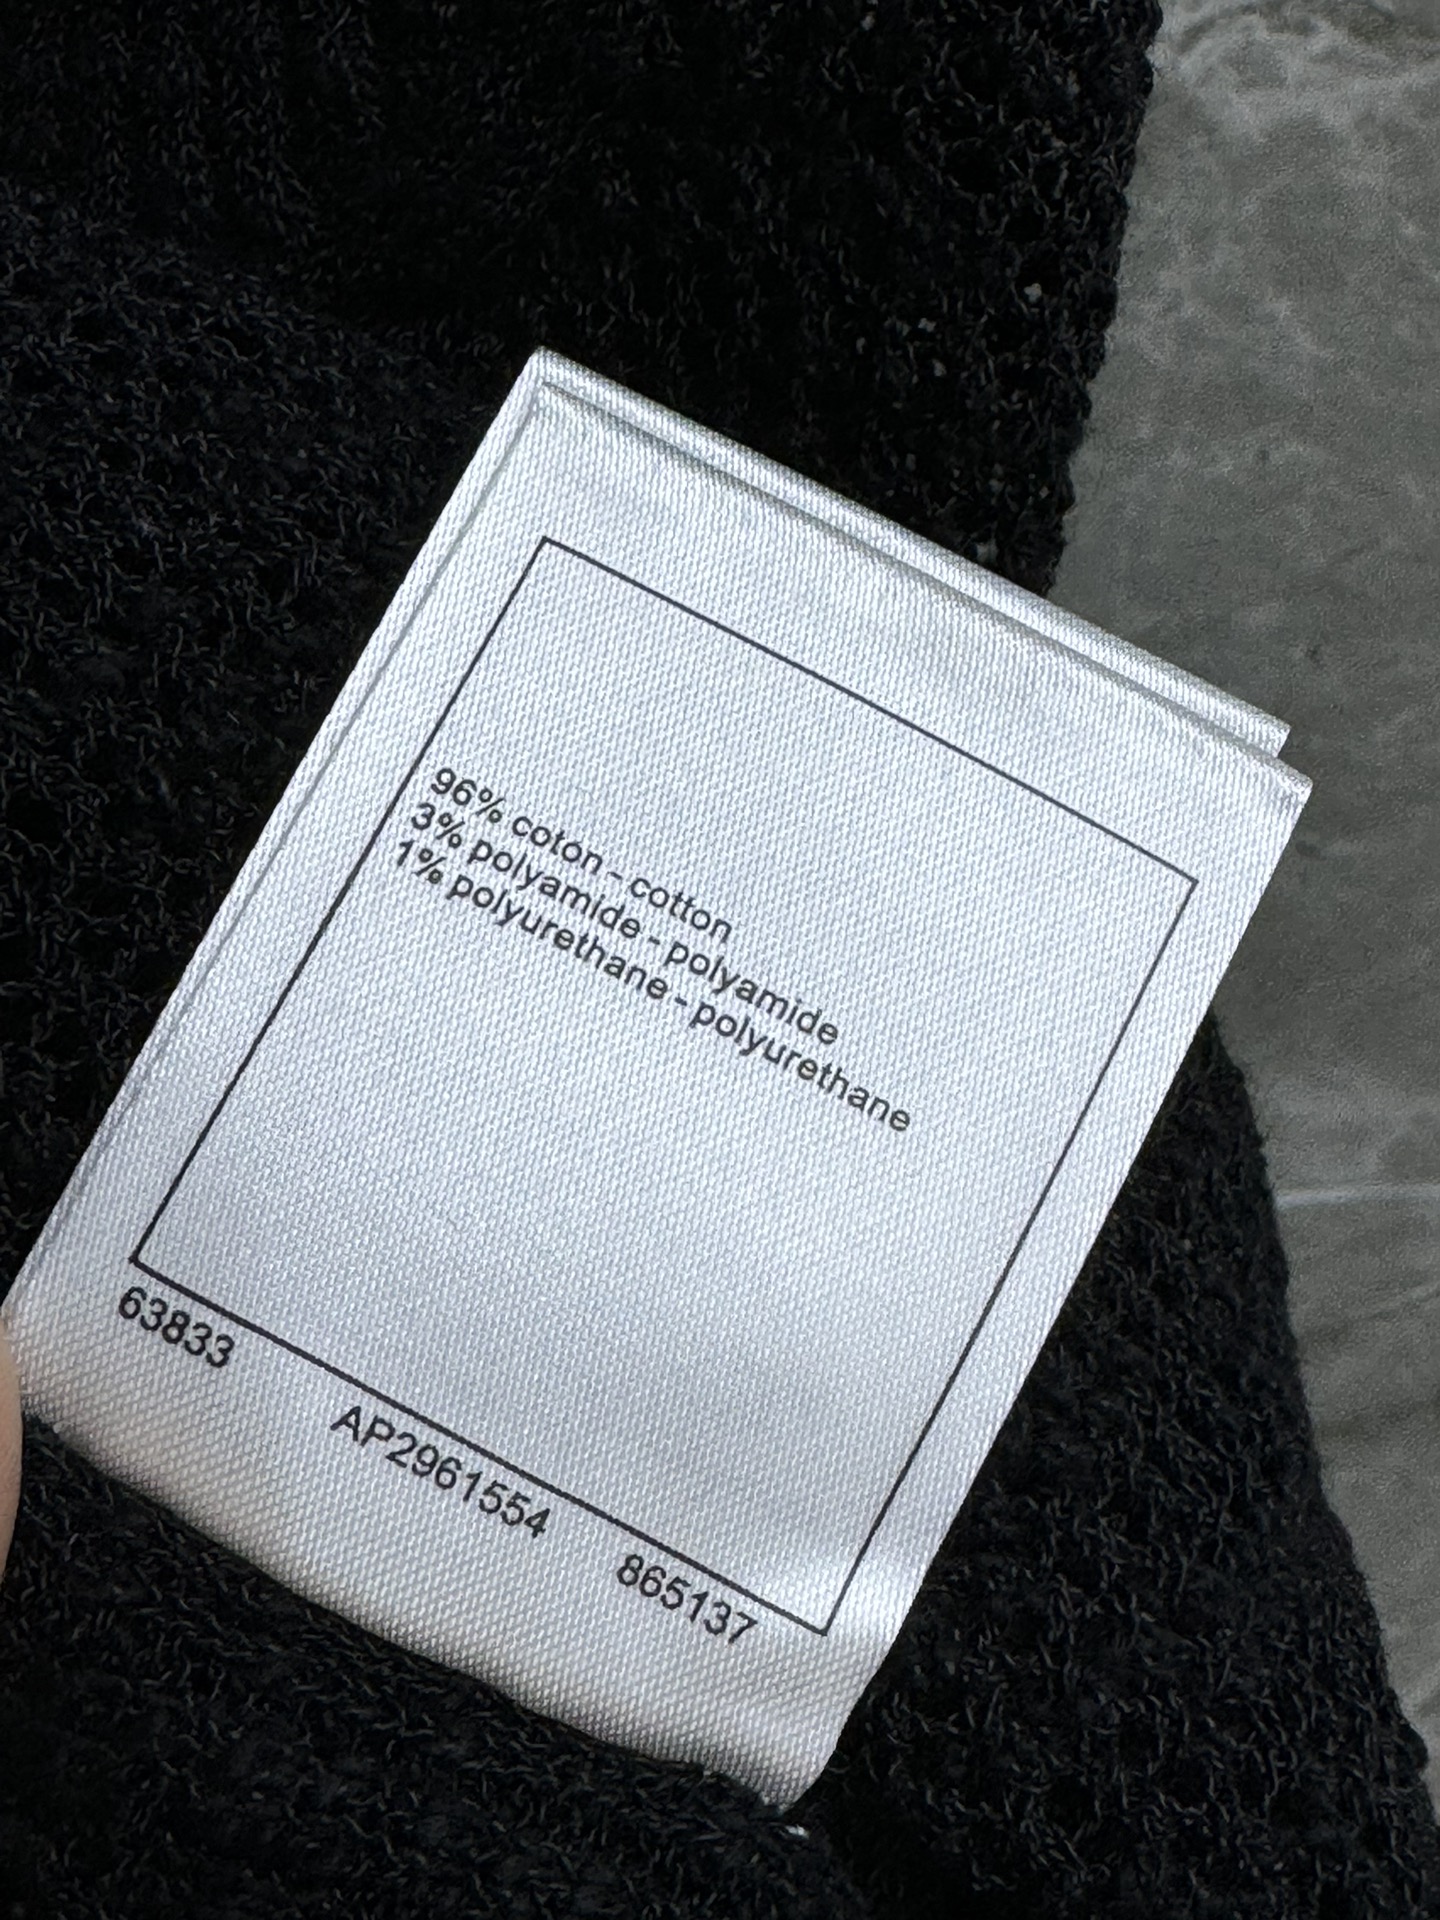 96% coton - cotton
3% polyamide - polyamide
1% polyurethane - polyurethane
63833 AP2961554 865137